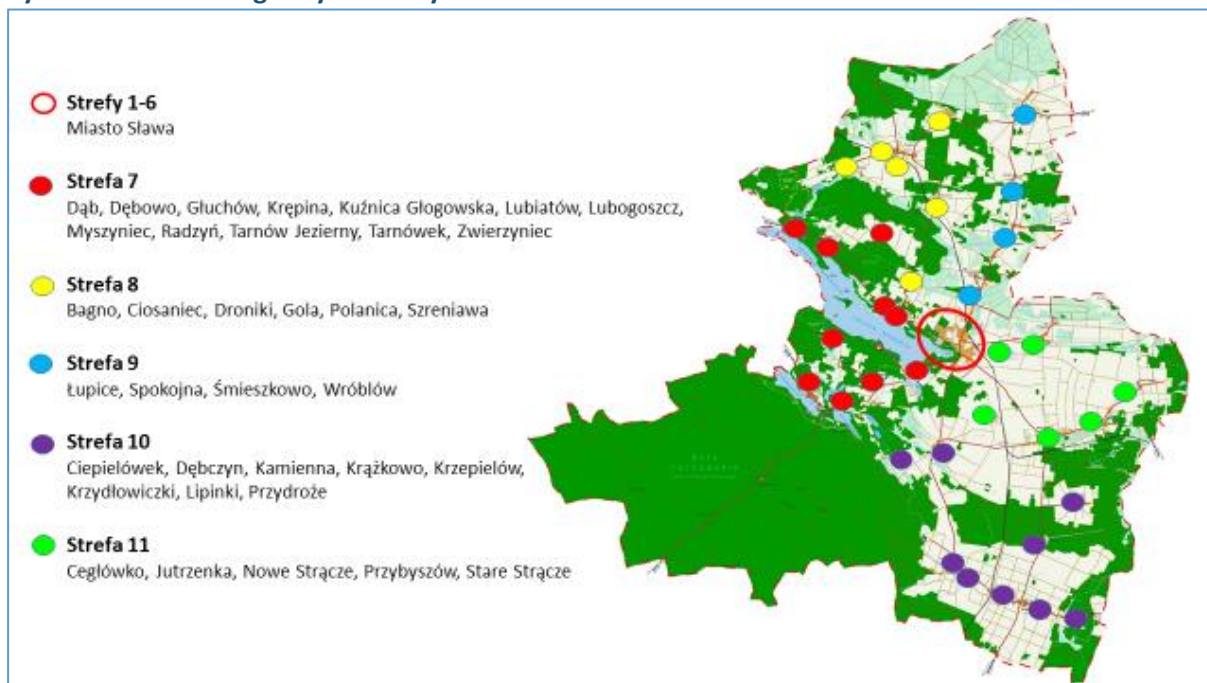 Strefy 1-6
Miasto Sława
Strefa 7
Dąb, Dębowo, Głuchów, Krępina, Kuźnica Głogowska, Lubiatów, Lubogoszcz,
Myszyniec, Radzyń, Tarnów Jezierny, Tarnówek, Zwierzyniec
Strefa 8
Bagno, Ciosaniec, Droniki, Gola, Polanica, Szreniawa
Strefa 9
Łupice, Spokojna, Śmieszkowo, Wróblów
Strefa 10
Ciepielówek, Dębczyn, Kamienna, Krążkowo, Krzepielów,
Krzydłowiczki, Lipinki, Przydroże
Strefa 11
Cegłówko, Jutrzenka, Nowe Strącze, Przybyszów, Stare Strącze